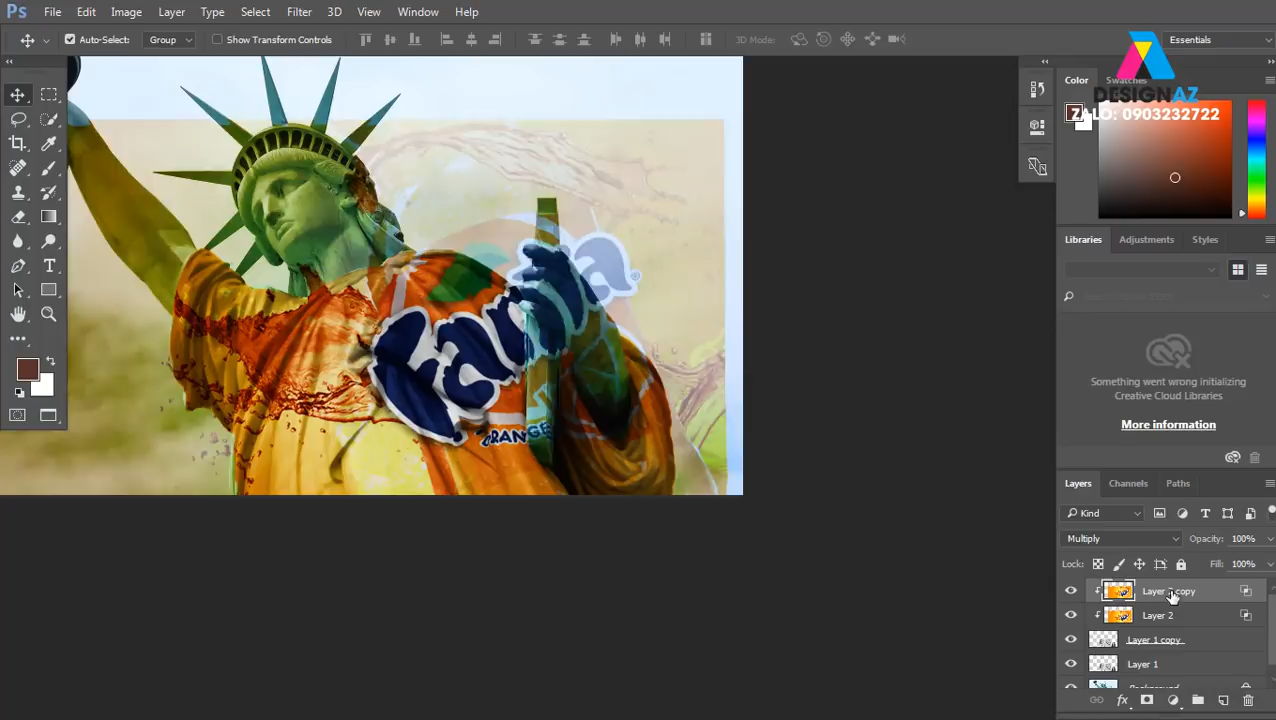 Ps File Edit Image Layer Type Select Filter 3D View Window Help
Auto-Select: Group Show Transform Controls 3D Mode: Essentials
Color Swatches
DESIGNAZ
ZALO: 0903232722
Libraries Adjustments Styles
Something went wrong initializing
Creative Cloud Libraries
More information
ORANGE
Layers Channels Paths
Kind
Multiply Opacity: 100%
Lock: Fill: 100%
Layer 2 copy
Layer 2
Layer 1 copy
Layer 1
Background